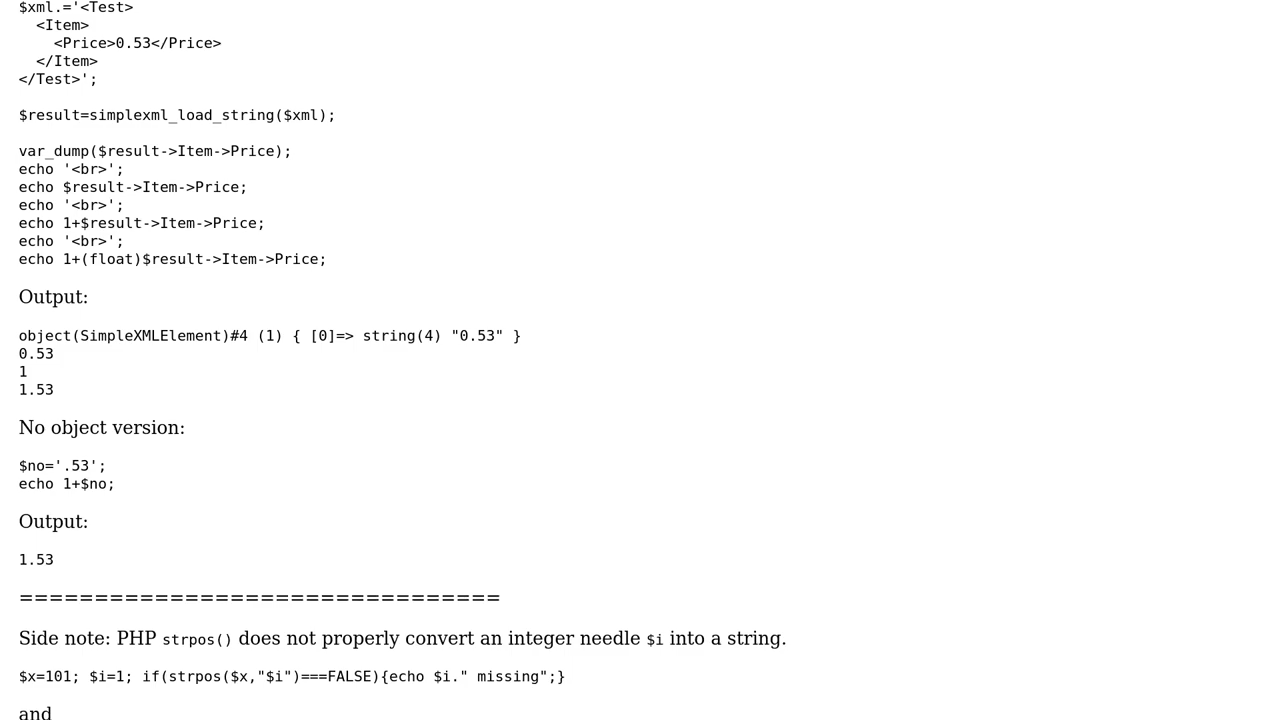 $xml.='<Test>
  <Item>
    <Price>0.53</Price>
  </Item>
</Test>';
$result=simplexml_load_string($xml);
var_dump($result->Item->Price);
echo '<br>';
echo $result->Item->Price;
echo '<br>';
echo 1+$result->Item->Price;
echo '<br>';
echo 1+(float)$result->Item->Price;
Output:
object(SimpleXMLElement)#4 (1) { [0]=> string(4) "0.53" }
0.53
1
1.53
No object version:
$no='.53';
echo 1+$no;
Output:
1.53
================================
Side note: PHP strpos() does not properly convert an integer needle $i into a string.
$x=101; $i=1; if(strpos($x,"$i")===FALSE){echo $i." missing";}
and